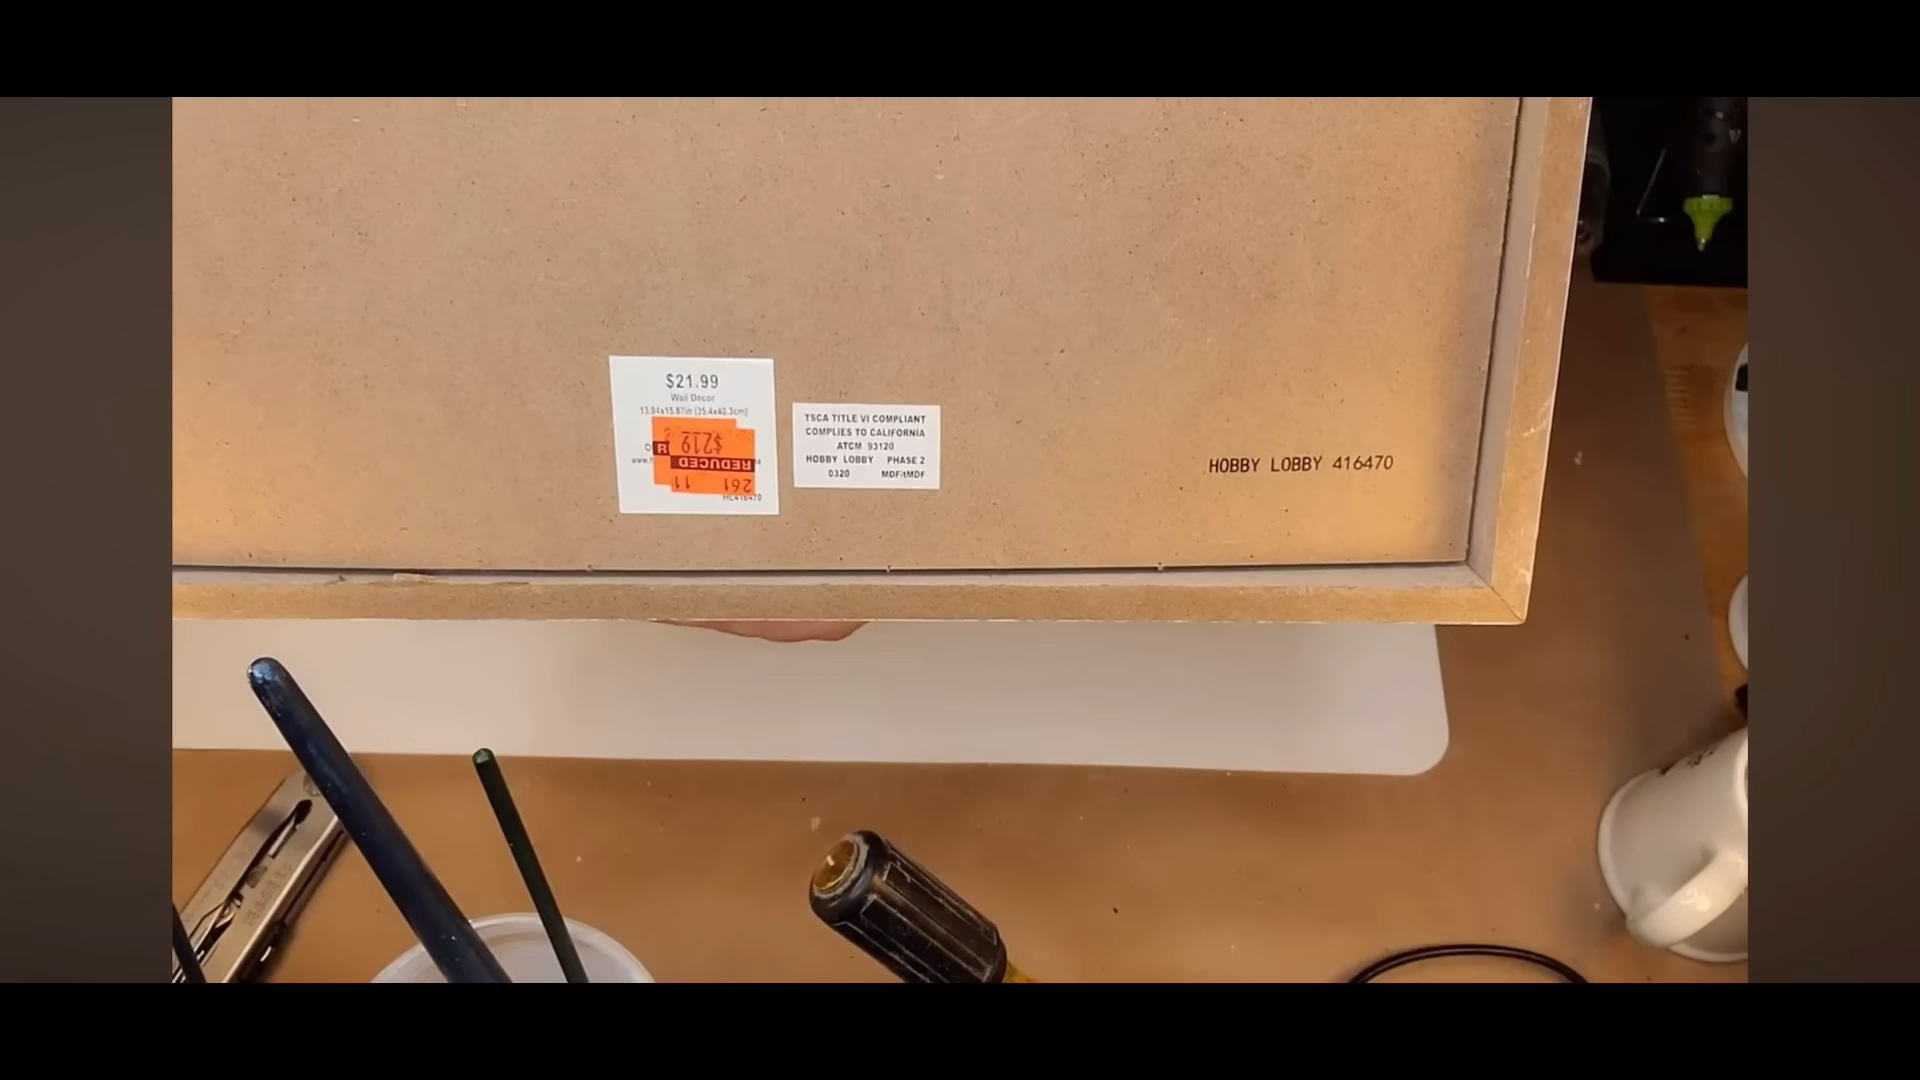 $21.99
Wall Decor
13.94x15.87in (35.4x40.3cm)
$219
REDUCED
261 11
HL416470
TSCA TITLE VI COMPLIANT
COMPLIES TO CALIFORNIA
ATCM 93120
HOBBY LOBBY PHASE 2
0320 MDF/tMDF
HOBBY LOBBY 416470